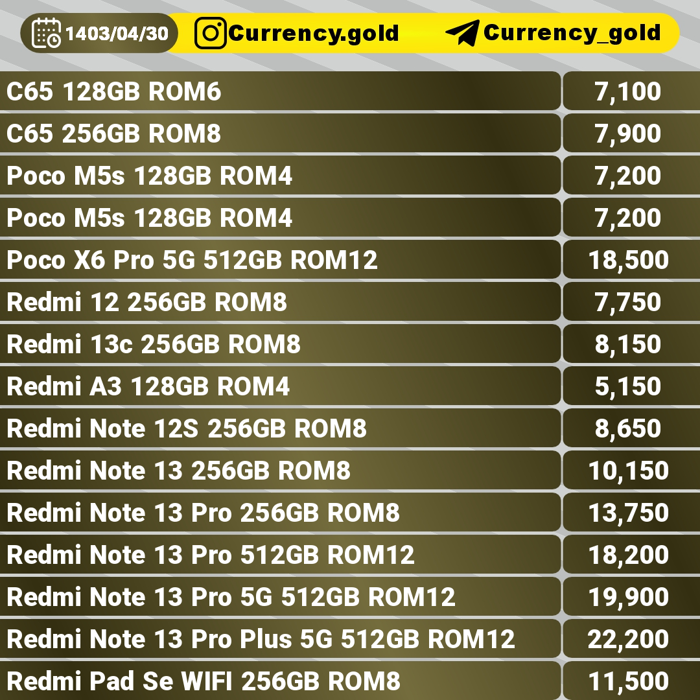 1403/04/30 Currency.gold Currency_gold
C65 128GB ROM6 7,100
C65 256GB ROM8 7,900
Poco M5s 128GB ROM4 7,200
Poco M5s 128GB ROM4 7,200
Poco X6 Pro 5G 512GB ROM12 18,500
Redmi 12 256GB ROM8 7,750
Redmi 13c 256GB ROM8 8,150
Redmi A3 128GB ROM4 5,150
Redmi Note 12S 256GB ROM8 8,650
Redmi Note 13 256GB ROM8 10,150
Redmi Note 13 Pro 256GB ROM8 13,750
Redmi Note 13 Pro 512GB ROM12 18,200
Redmi Note 13 Pro 5G 512GB ROM12 19,900
Redmi Note 13 Pro Plus 5G 512GB ROM12 22,200
Redmi Pad Se WIFI 256GB ROM8 11,500